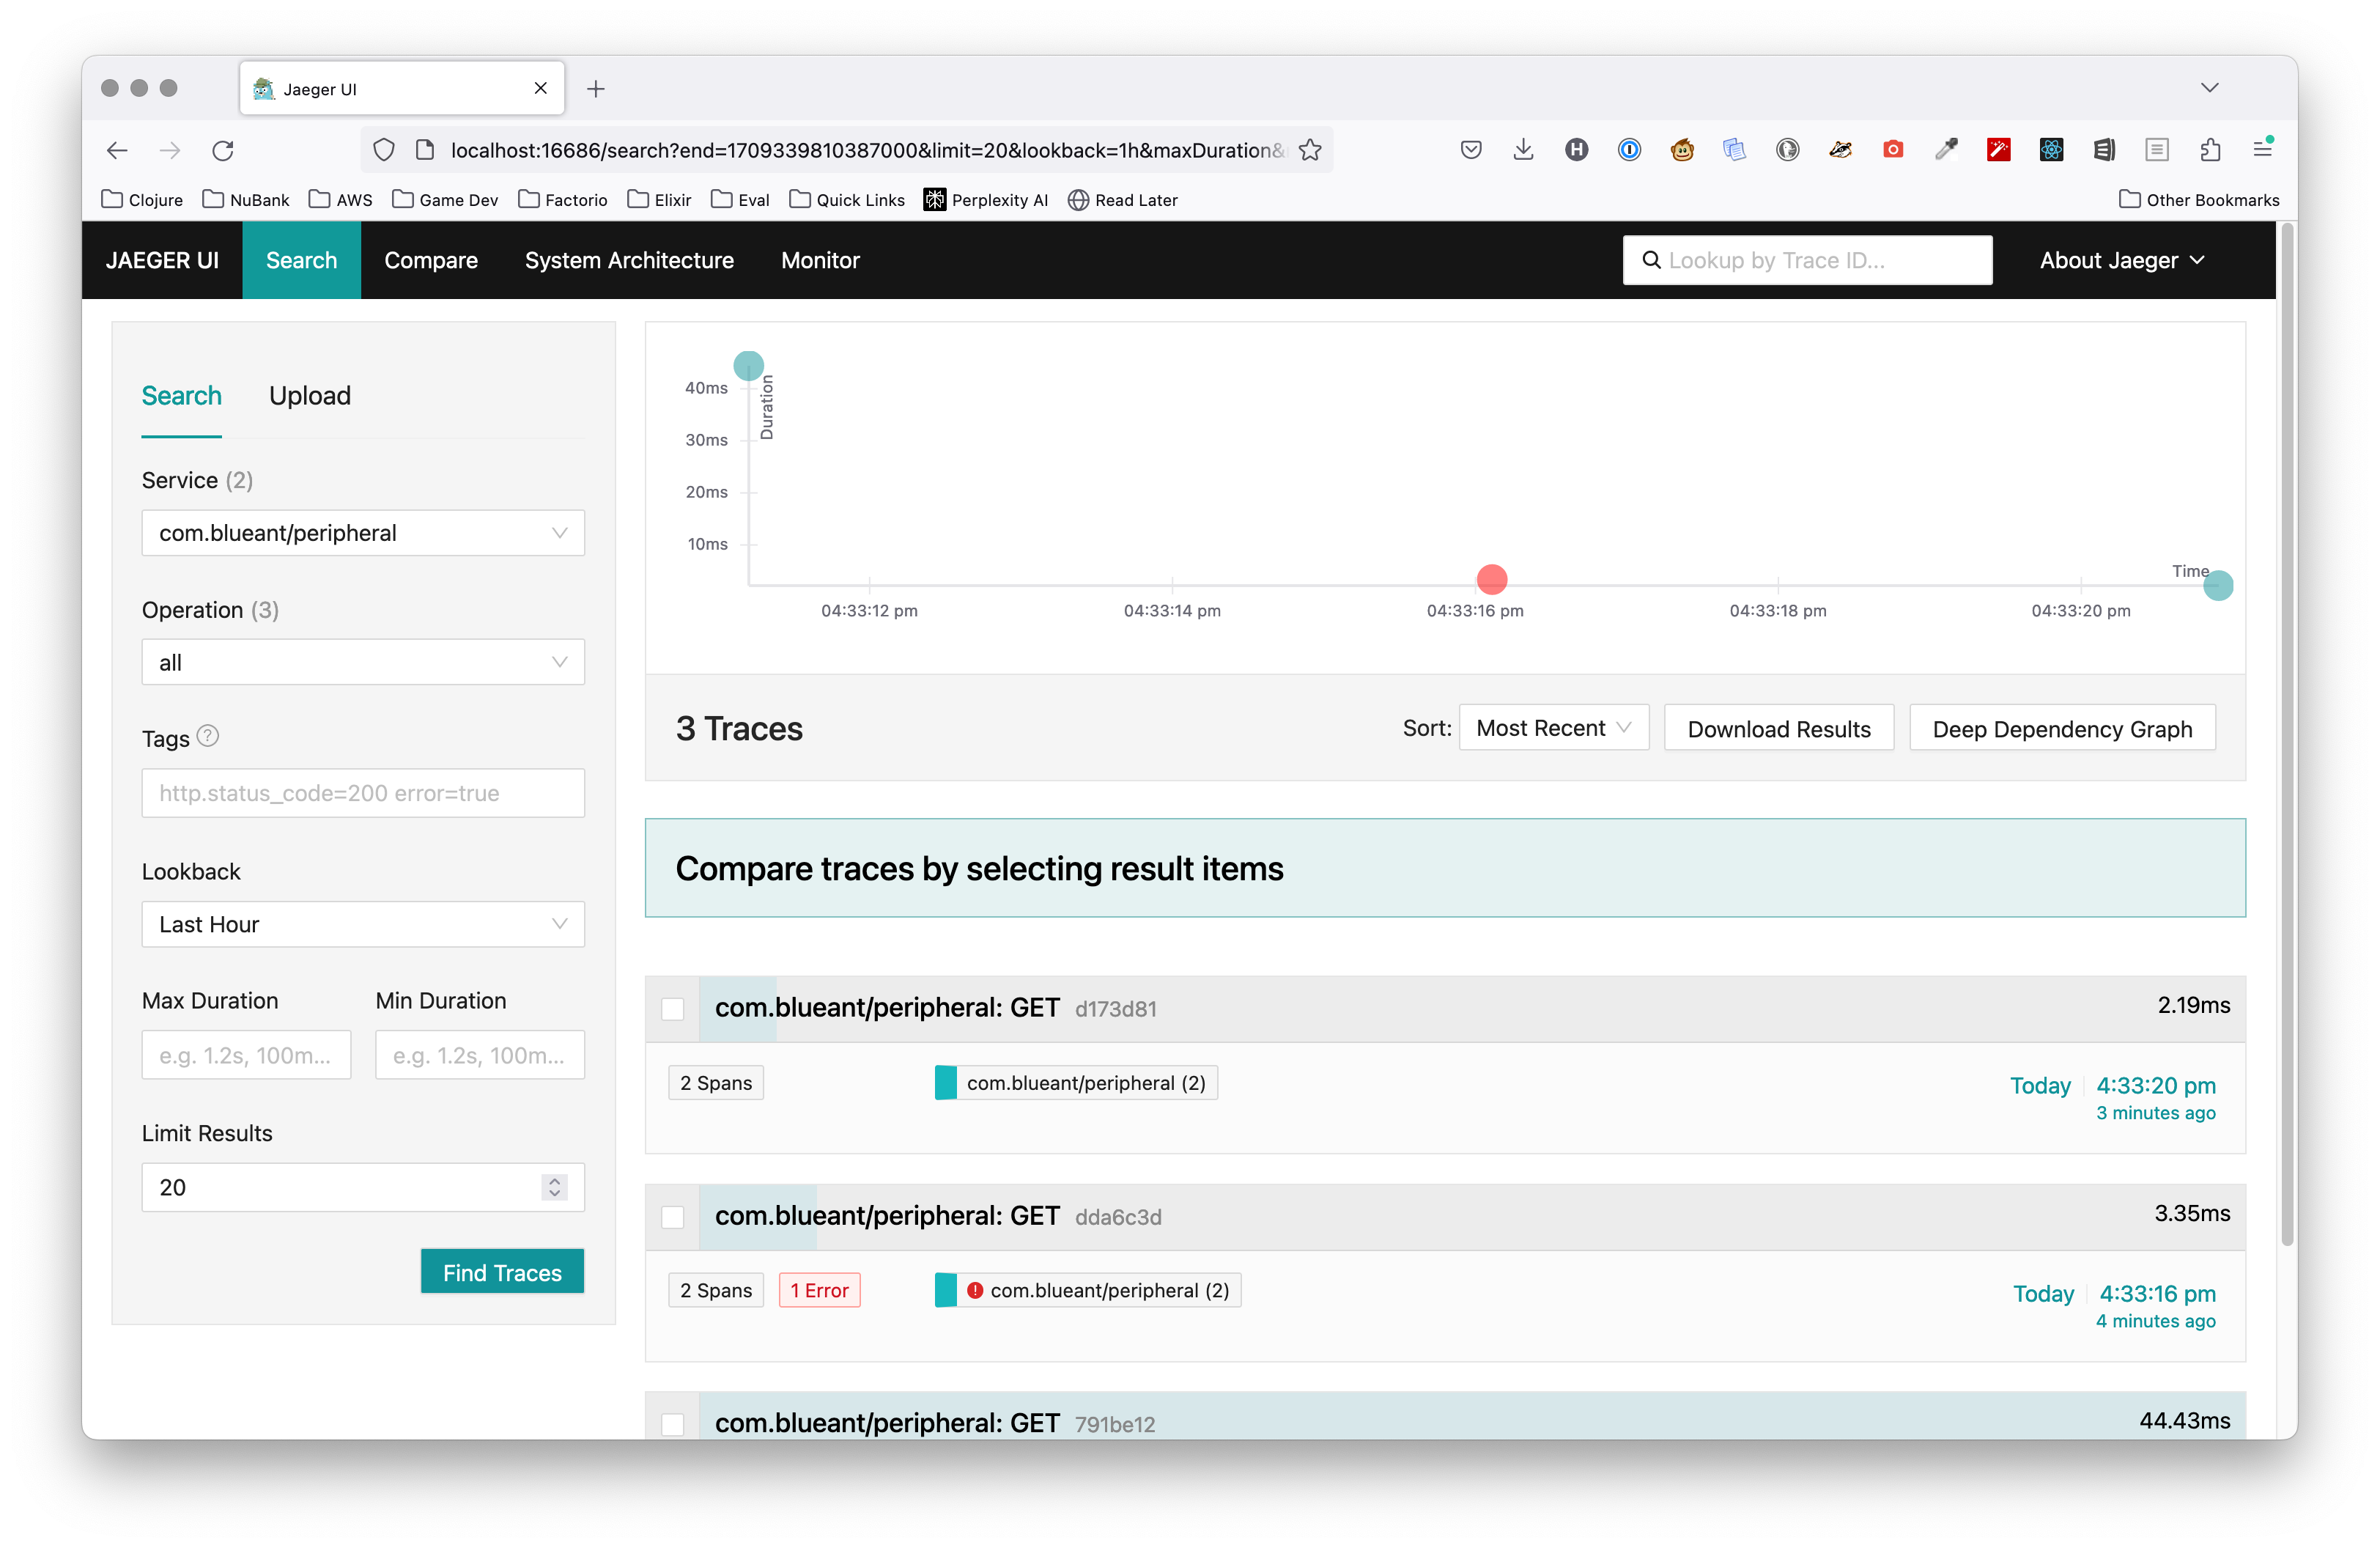 Jaeger UI
localhost:16686/search?end=1709339810387000&limit=20&lookback=1h&maxDuration&
Clojure NuBank AWS Game Dev Factorio Elixir Eval Quick Links Perplexity AI Read Later Other Bookmarks
JAEGER UI Search Compare System Architecture Monitor Lookup by Trace ID... About Jaeger
Search Upload
Service (2)
com.blueant/peripheral
Operation (3)
all
Tags ?
http.status_code=200 error=true
Lookback
Last Hour
Max Duration Min Duration
e.g. 1.2s, 100m... e.g. 1.2s, 100m...
Limit Results
20
Find Traces
Duration
40ms
30ms
20ms
10ms
Time
04:33:12 pm 04:33:14 pm 04:33:16 pm 04:33:18 pm 04:33:20 pm
3 Traces Sort: Most Recent Download Results Deep Dependency Graph
Compare traces by selecting result items
com.blueant/peripheral: GET d173d81 2.19ms
2 Spans com.blueant/peripheral (2) Today 4:33:20 pm
3 minutes ago
com.blueant/peripheral: GET dda6c3d 3.35ms
2 Spans 1 Error com.blueant/peripheral (2) Today 4:33:16 pm
4 minutes ago
com.blueant/peripheral: GET 791be12 44.43ms